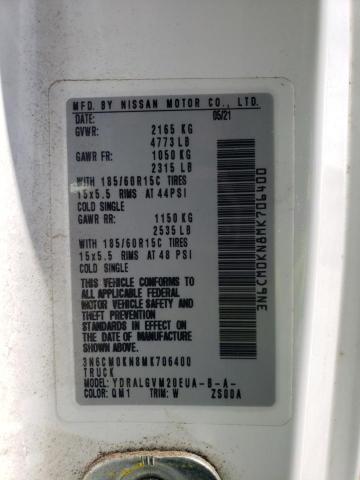 MFD. BY NISSAN MOTOR CO., LTD.
DATE: 05/21
GVWR: 2165 KG
4773 LB
GAWR FR: 1050 KG
2315 LB
WITH 185/60R15C TIRES
15x5.5 RIMS AT 44PSI
COLD SINGLE
GAWR RR: 1150 KG
2535 LB
WITH 185/60R15C TIRES
15x5.5 RIMS AT 48 PSI
COLD SINGLE
THIS VEHICLE CONFORMS TO
ALL APPLICABLE FEDERAL
MOTOR VEHICLE SAFETY
STANDARDS IN EFFECT ON
THE DATE OF MANUFACTURE
SHOWN ABOVE.
3N6CM0KN8MK706400
TRUCK
MODEL: YDRALGVM20EUA-B-A-
COLOR: QM1 TRIM: W ZS00A
3N6CM0KN8MK706400